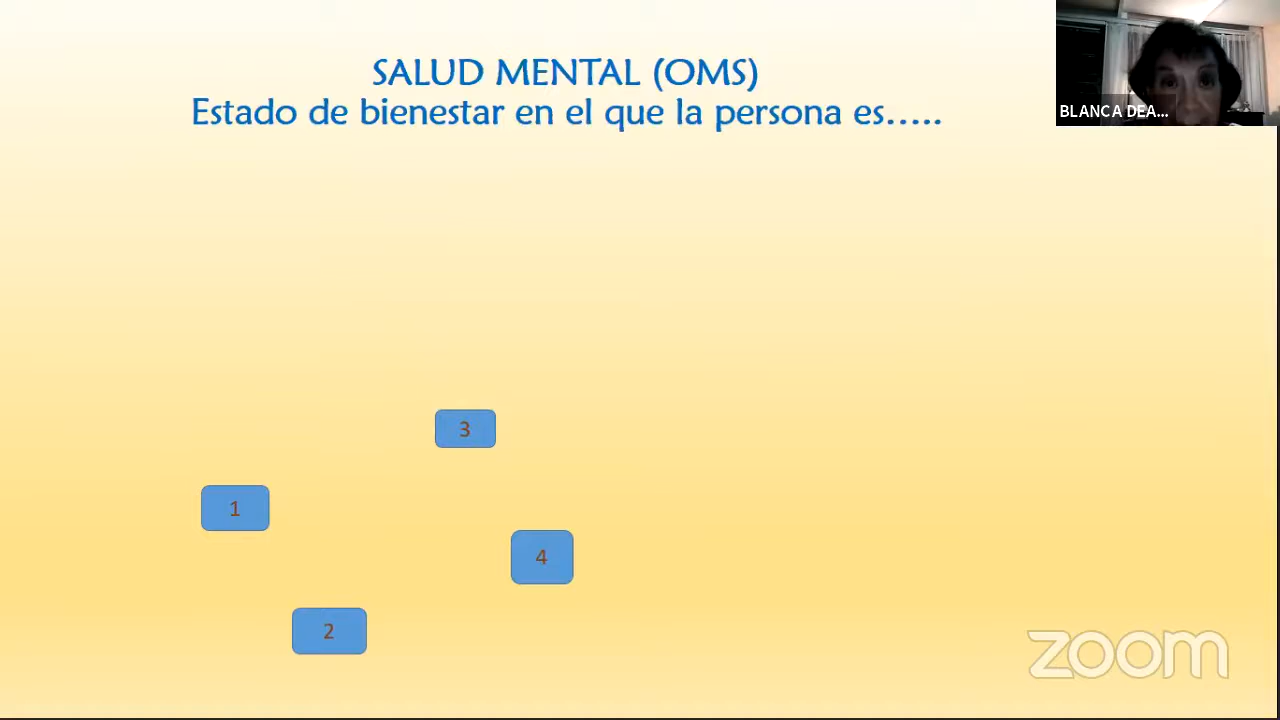 SALUD MENTAL (OMS)
Estado de bienestar en el que la persona es.....
BLANCA DEA...
3
1
4
2
zoom